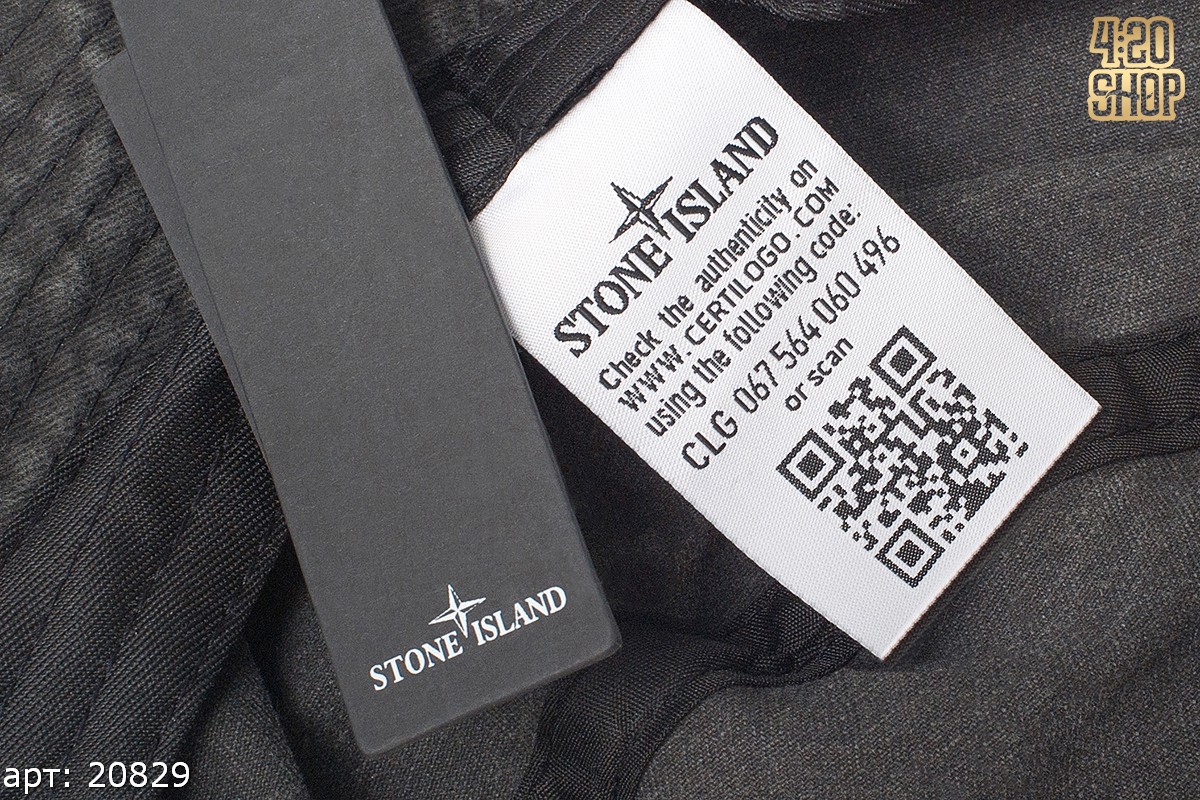 4:20
SHOP
STONE ISLAND
Check the authenticity on
WWW.CERTILOGO.COM
using the following code:
CLG 067 564 060 496
or scan
STONE ISLAND
арт: 20829